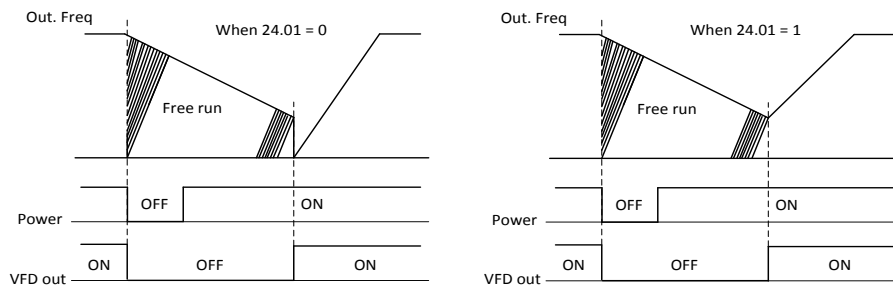 Out. Freq
When 24.01 = 0
Free run
OFF
ON
Power
ON
OFF
ON
VFD out
Out. Freq
When 24.01 = 1
Free run
OFF
ON
Power
ON
OFF
ON
VFD out